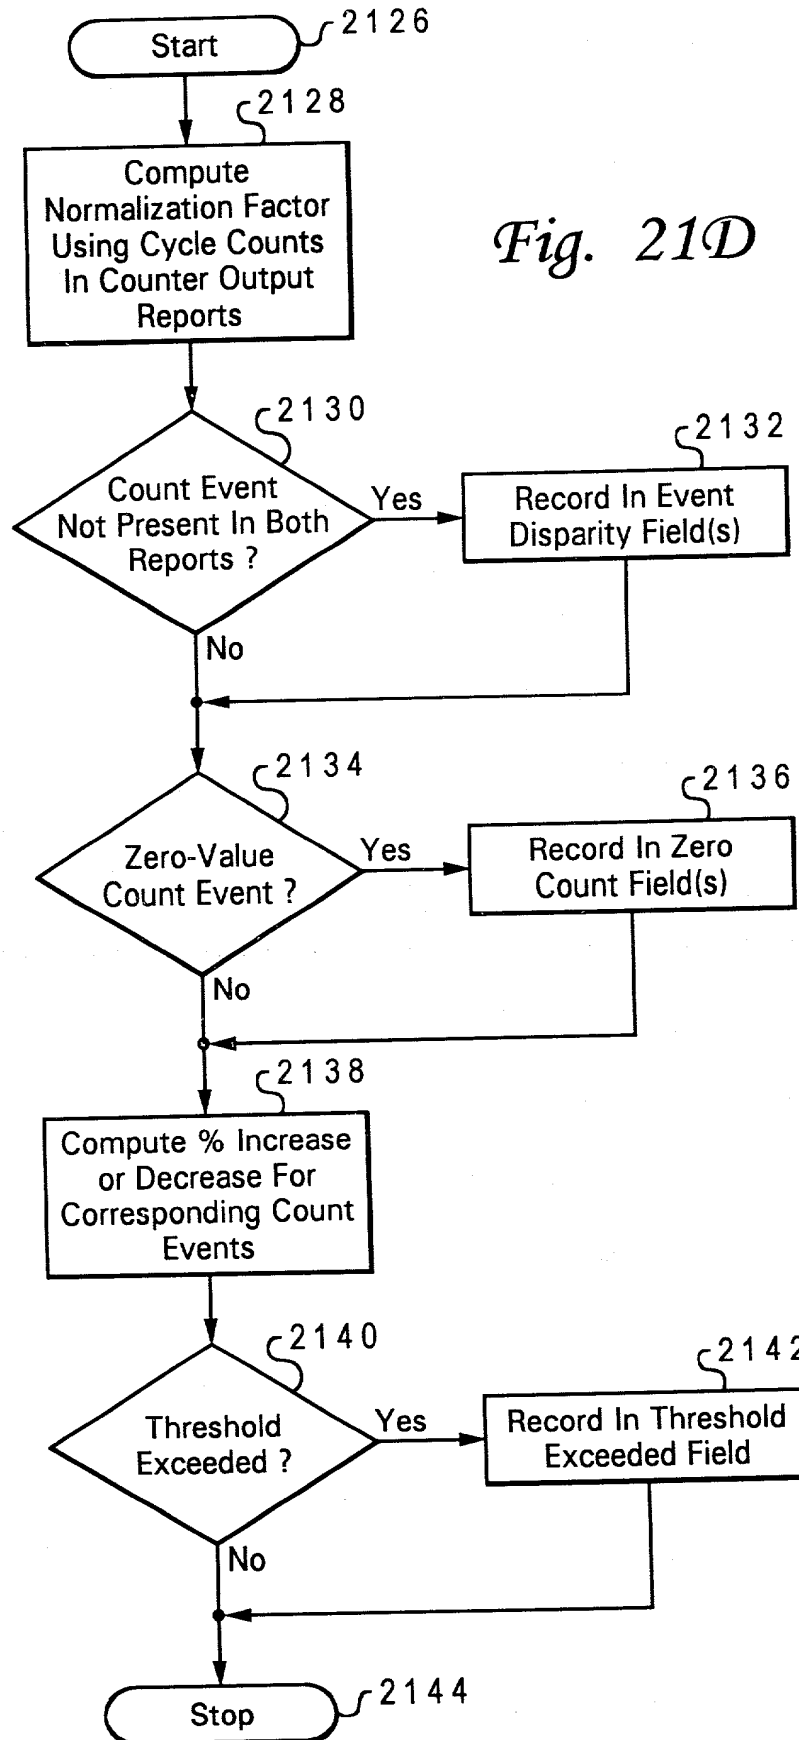 Start
2126
2128
Compute
Normalization Factor
Using Cycle Counts
In Counter Output
Reports
Fig. 21D
2130
Count Event
Not Present In Both
Reports ?
Yes
No
2132
Record In Event
Disparity Field(s)
2134
Zero-Value
Count Event ?
Yes
No
2136
Record In Zero
Count Field(s)
2138
Compute % Increase
or Decrease For
Corresponding Count
Events
2140
Threshold
Exceeded ?
Yes
No
2142
Record In Threshold
Exceeded Field
Stop
2144